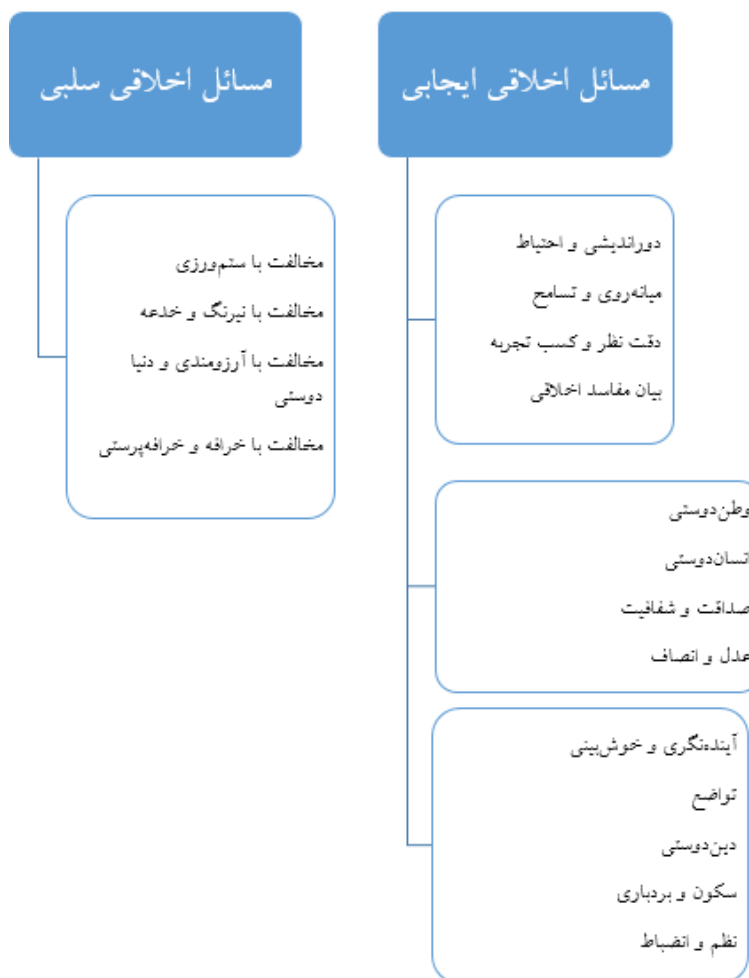 مسائل اخلاقی ایجابی
دوراندیشی و احتیاط
میانه‌روی و تسامح
دقت نظر و کسب تجربه
بیان مفاسد اخلاقی
وطن‌دوستی
انسان‌دوستی
صداقت و شفافیت
عدل و انصاف
آینده‌نگری و خوش‌بینی
تواضع
دین‌دوستی
سکون و بردباری
نظم و انضباط
مسائل اخلاقی سلبی
مخالفت با ستم‌ورزی
مخالفت با نیرنگ و خدعه
مخالفت با آرزومندی و دنیا
دوستی
مخالفت با خرافه و خرافه‌پرستی